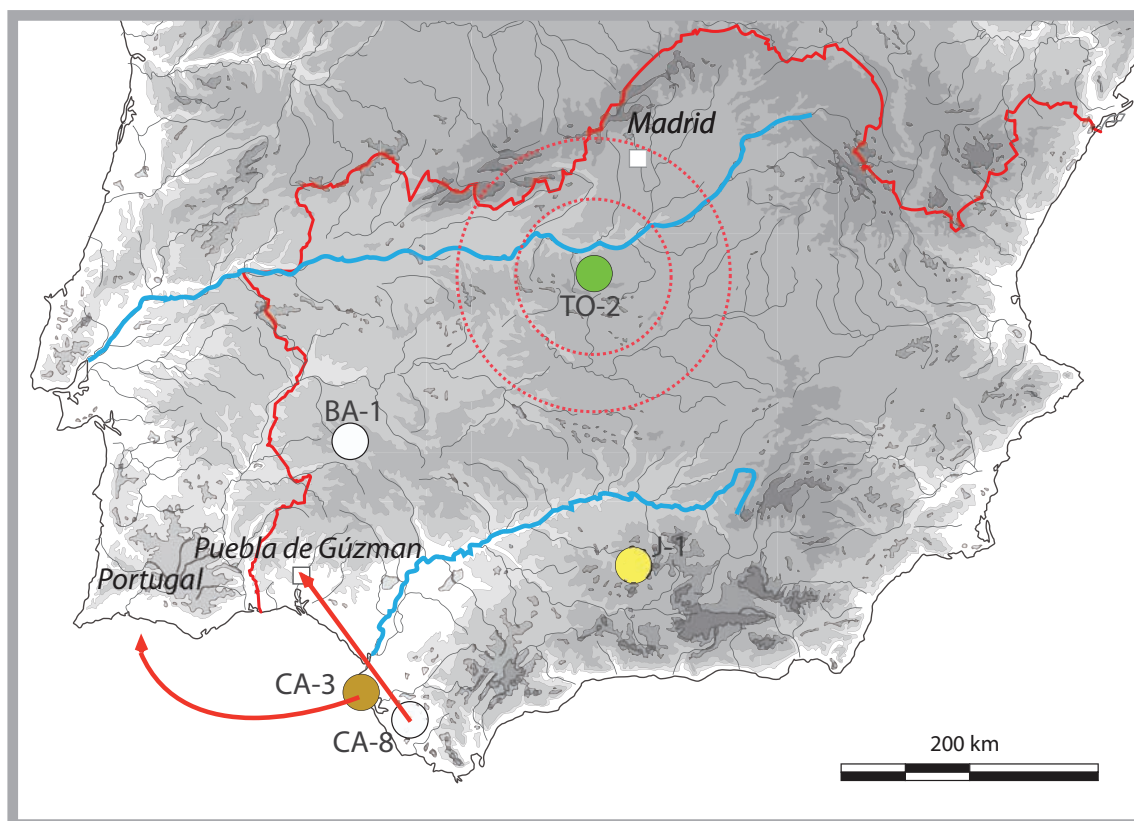 Madrid
TO-2
BA-1
Puebla de Gúzman
J-1
Portugal
CA-3
CA-8
200 km